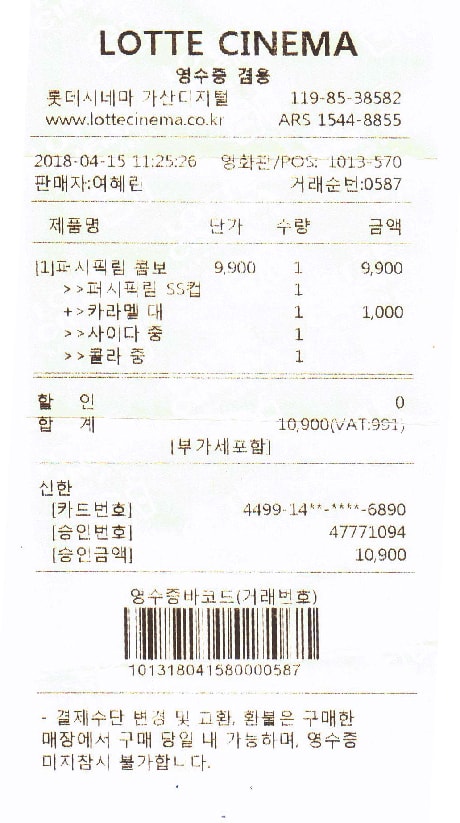 LOTTE CINEMA
영수증 겸용
롯데시네마 가산디지털 119-85-38582
www.lottecinema.co.kr ARS 1544-8855
2018-04-15 11:25:26 영화관/POS: 1013-570
판매자:여혜린 거래순번:0587
제품명 단가 수량 금액
[1]퍼시픽림 콤보 9,900 1 9,900
>>퍼시픽림 SS컵 1
+>카라멜 대 1 1,000
>>사이다 중 1
>>콜라 중 1
할 인 0
합 계 10,900(VAT:991)
[부가세포함]
신한
[카드번호] 4499-14**-****-6890
[승인번호] 47771094
[승인금액] 10,900
영수증바코드(거래번호)
101318041580000587
- 결제수단 변경 및 교환, 환불은 구매한
매장에서 구매 당일 내 가능하며, 영수증
미지참시 불가합니다.